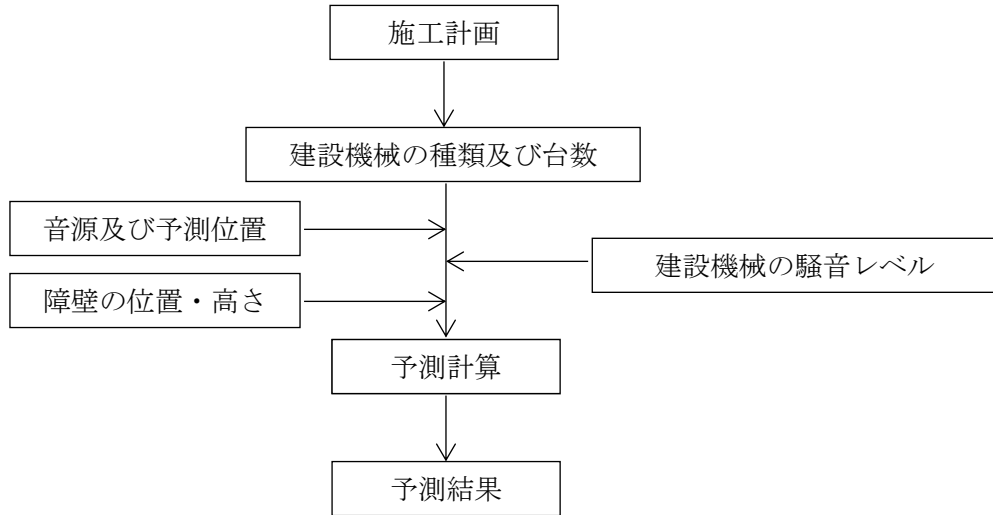 施工計画
建設機械の種類及び台数
音源及び予測位置
建設機械の騒音レベル
障壁の位置・高さ
予測計算
予測結果